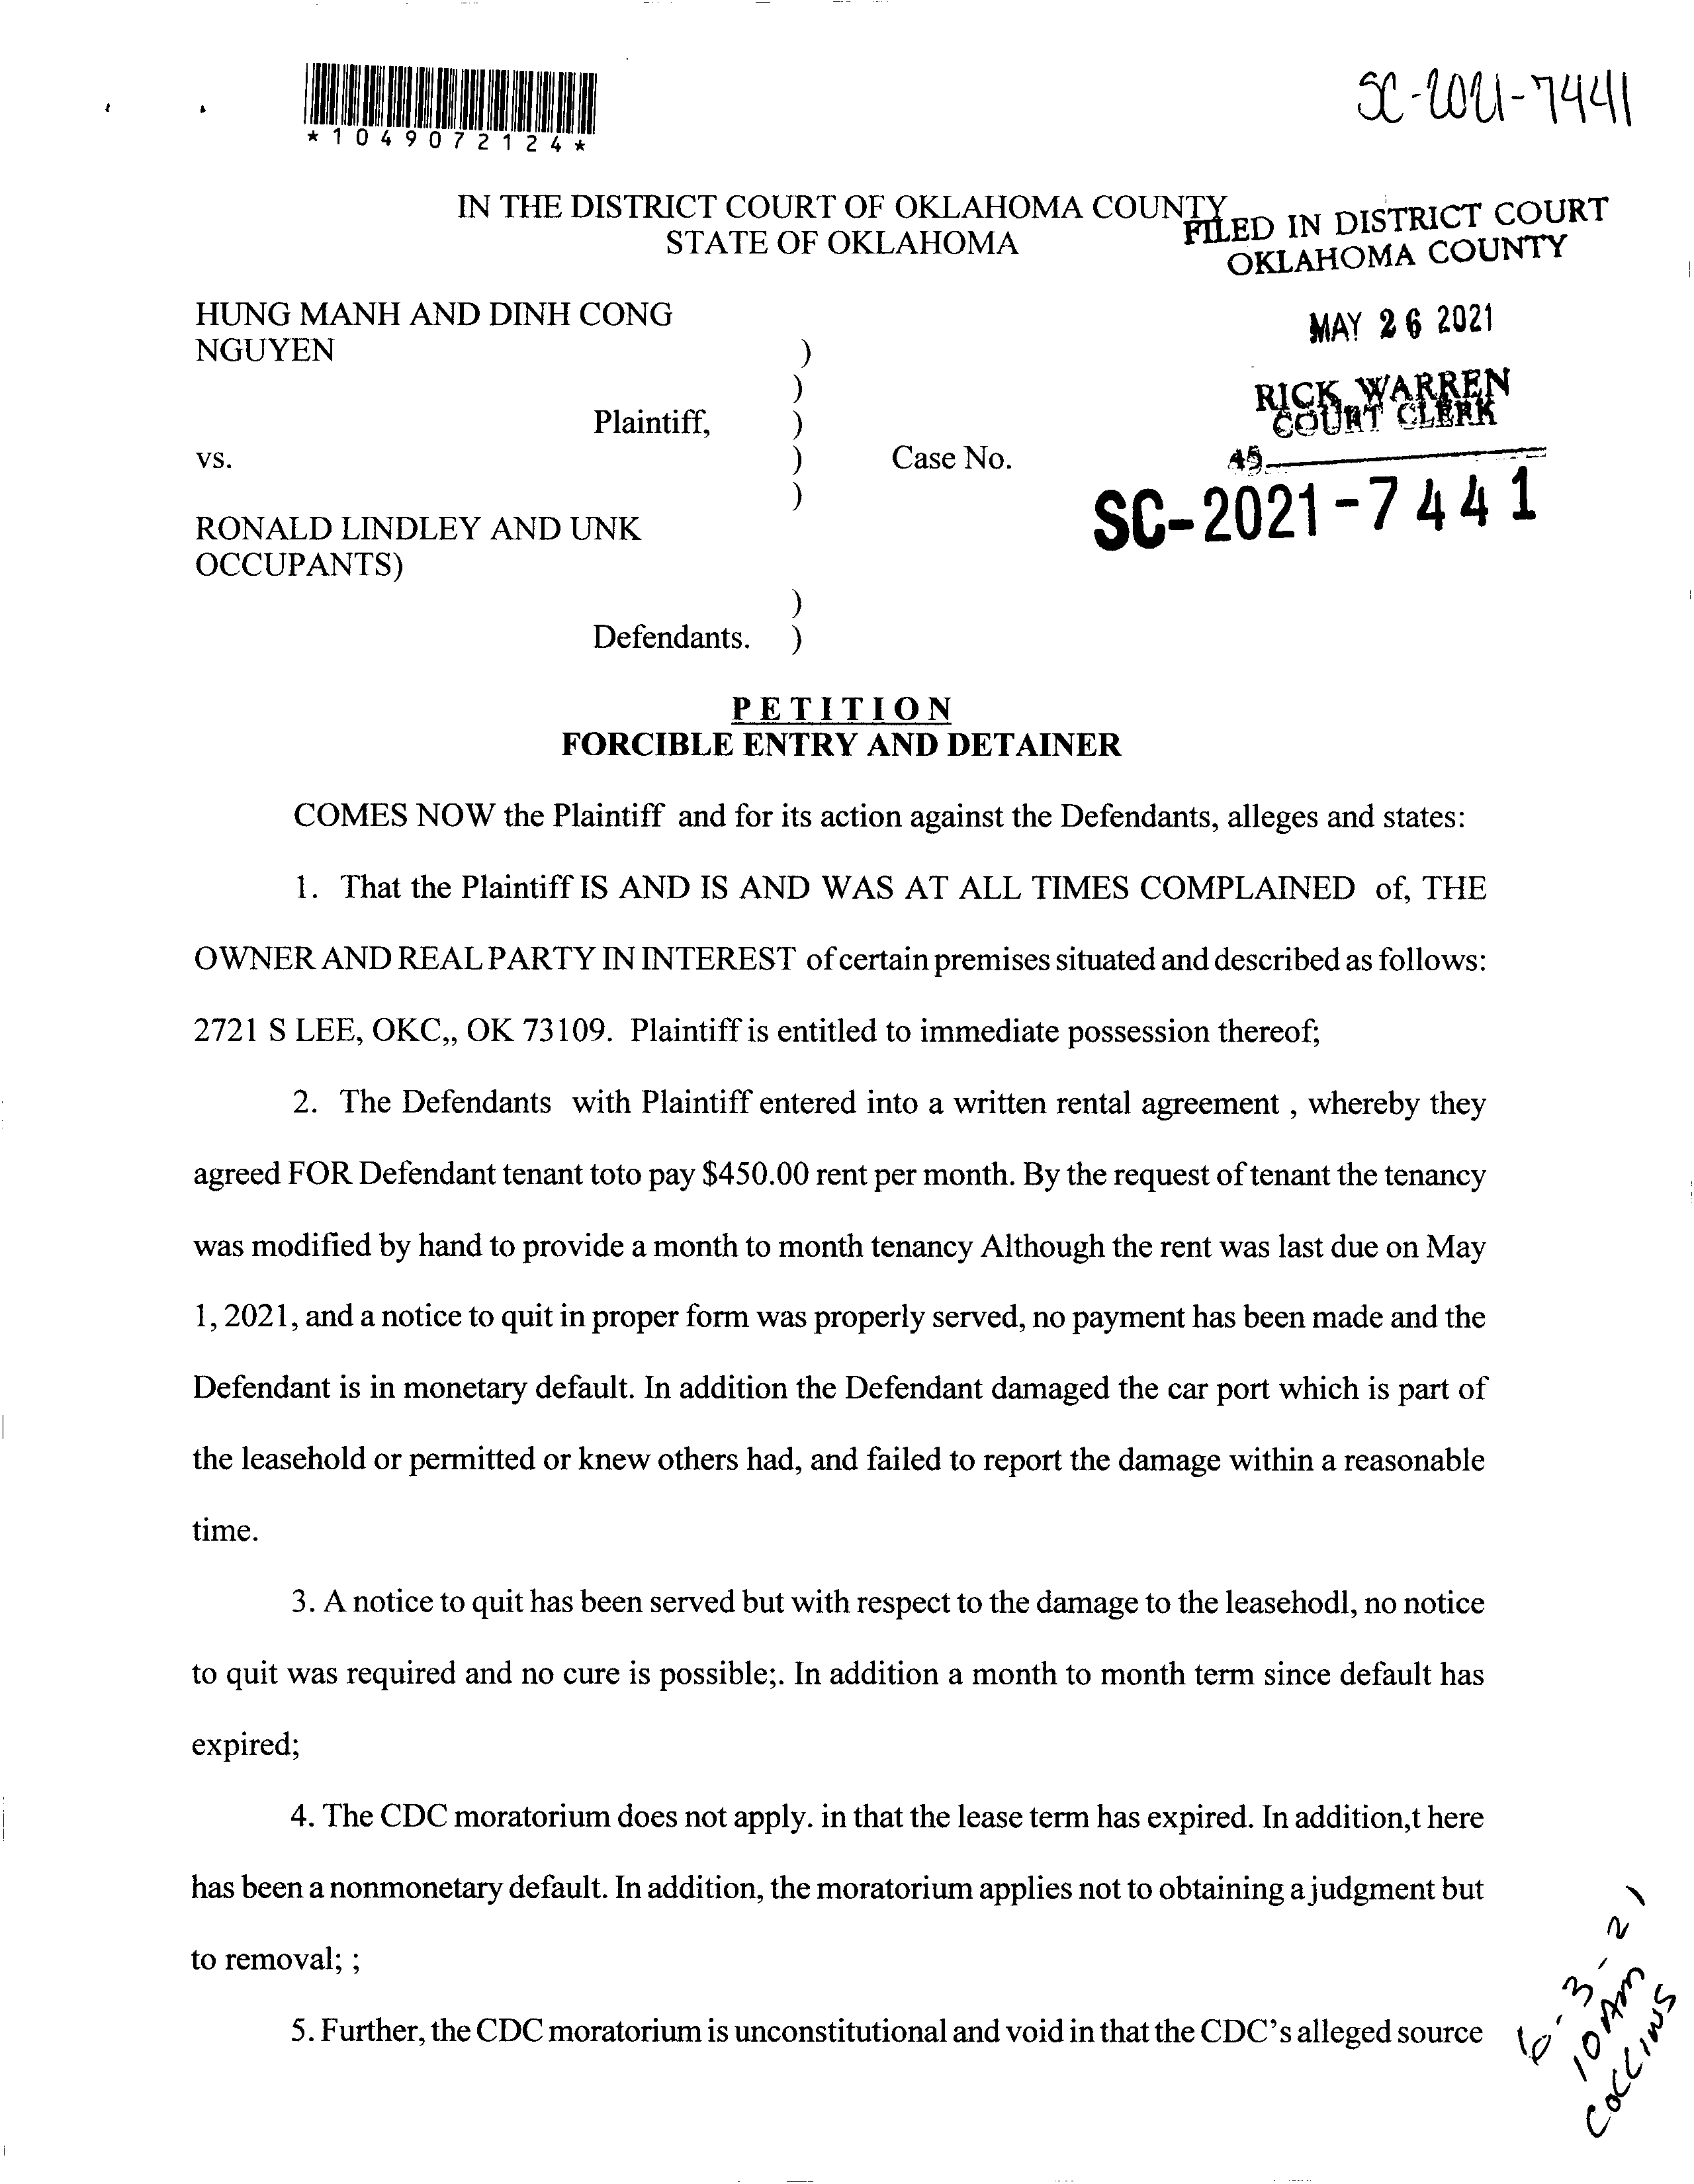 *1049072124*
SC-2021-7441
IN THE DISTRICT COURT OF OKLAHOMA COUNTY
STATE OF OKLAHOMA
FILED IN DISTRICT COURT
OKLAHOMA COUNTY
MAY 26 2021
RICK WARREN
COURT CLERK
45
HUNG MANH AND DINH CONG
NGUYEN )
)
Plaintiff, )
vs. ) Case No.
)
SC-2021-7441
RONALD LINDLEY AND UNK
OCCUPANTS)
)
Defendants. )
PETITION
FORCIBLE ENTRY AND DETAINER
COMES NOW the Plaintiff and for its action against the Defendants, alleges and states:
1. That the Plaintiff IS AND IS AND WAS AT ALL TIMES COMPLAINED of, THE
OWNER AND REAL PARTY IN INTEREST of certain premises situated and described as follows:
2721 S LEE, OKC,, OK 73109. Plaintiff is entitled to immediate possession thereof;
2. The Defendants with Plaintiff entered into a written rental agreement , whereby they
agreed FOR Defendant tenant toto pay $450.00 rent per month. By the request of tenant the tenancy
was modified by hand to provide a month to month tenancy Although the rent was last due on May
1, 2021, and a notice to quit in proper form was properly served, no payment has been made and the
Defendant is in monetary default. In addition the Defendant damaged the car port which is part of
the leasehold or permitted or knew others had, and failed to report the damage within a reasonable
time.
3. A notice to quit has been served but with respect to the damage to the leasehodl, no notice
to quit was required and no cure is possible;. In addition a month to month term since default has
expired;
4. The CDC moratorium does not apply. in that the lease term has expired. In addition,t here
has been a nonmonetary default. In addition, the moratorium applies not to obtaining a judgment but
to removal; ;
5. Further, the CDC moratorium is unconstitutional and void in that the CDC's alleged source
6-3-21
10 AM
COLLINS